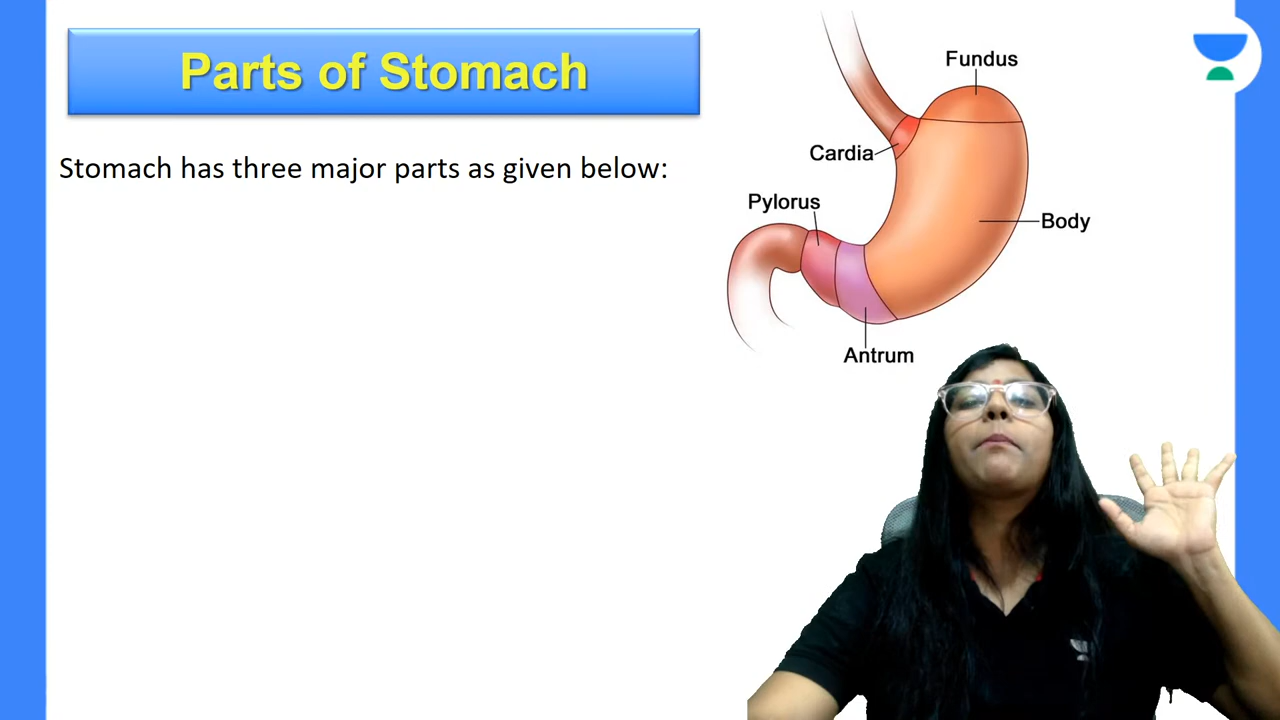 Parts of Stomach
Stomach has three major parts as given below:
Fundus
Cardia
Pylorus
Body
Antrum